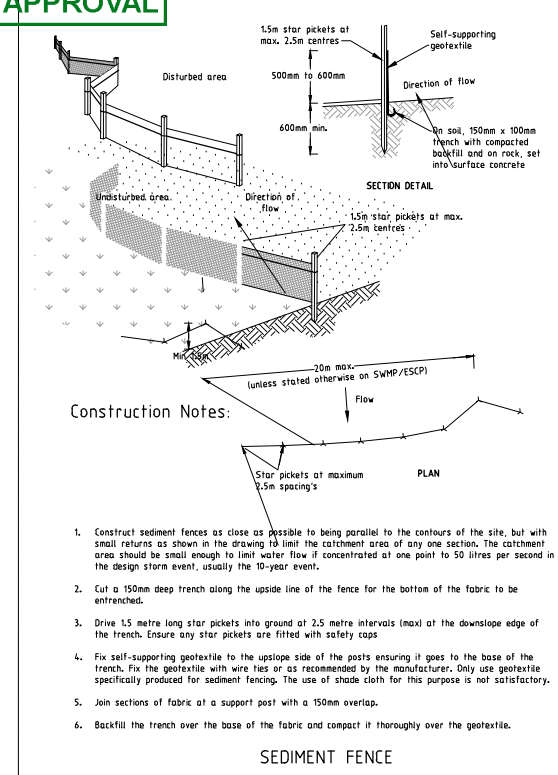 APPROVAL
1.5m star pickets at
max. 2.5m centres
Self-supporting
geotextile
Disturbed area
500mm to 600mm
Direction of flow
600mm min.
On soil, 150mm x 100mm
trench with compacted
backfill and on rock, set
into surface concrete
SECTION DETAIL
Undisturbed area
Direction of
flow
1.5m star pickets at max.
2.5m centres
Min 1.5m
20m max.
(unless stated otherwise on SWMP/ESCP)
Flow
Construction Notes:
Star pickets at maximum
2.5m spacing's
PLAN
1. Construct sediment fences as close as possible to being parallel to the contours of the site, but with
small returns as shown in the drawing to limit the catchment area of any one section. The catchment
area should be small enough to limit water flow if concentrated at one point to 50 litres per second in
the design storm event, usually the 10-year event.
2. Cut a 150mm deep trench along the upside line of the fence for the bottom of the fabric to be
entrenched.
3. Drive 1.5 metre long star pickets into ground at 2.5 metre intervals (max) at the downslope edge of
the trench. Ensure any star pickets are fitted with safety caps
4. Fix self-supporting geotextile to the upslope side of the posts ensuring it goes to the base of the
trench. Fix the geotextile with wire ties or as recommended by the manufacturer. Only use geotextile
specifically produced for sediment fencing. The use of shade cloth for this purpose is not satisfactory.
5. Join sections of fabric at a support post with a 150mm overlap.
6. Backfill the trench over the base of the fabric and compact it thoroughly over the geotextile.
SEDIMENT FENCE